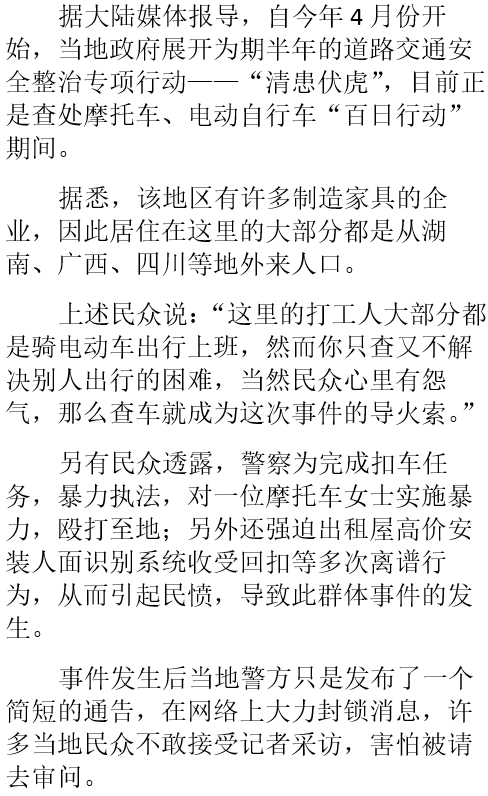 据大陆媒体报导，自今年 4 月份开
始，当地政府展开为期半年的道路交通安
全整治专项行动——“清患伏虎”，目前正
是查处摩托车、电动自行车“百日行动”
期间。
据悉，该地区有许多制造家具的企
业，因此居住在这里的大部分都是从湖
南、广西、四川等地外来人口。
上述民众说：“这里的打工人大部分都
是骑电动车出行上班，然而你只查又不解
决别人出行的困难，当然民众心里有怨
气，那么查车就成为这次事件的导火索。”
另有民众透露，警察为完成扣车任
务，暴力执法，对一位摩托车女士实施暴
力，殴打至地；另外还强迫出租屋高价安
装人面识别系统收受回扣等多次离谱行
为，从而引起民愤，导致此群体事件的发
生。
事件发生后当地警方只是发布了一个
简短的通告，在网络上大力封锁消息，许
多当地民众不敢接受记者采访，害怕被请
去审问。